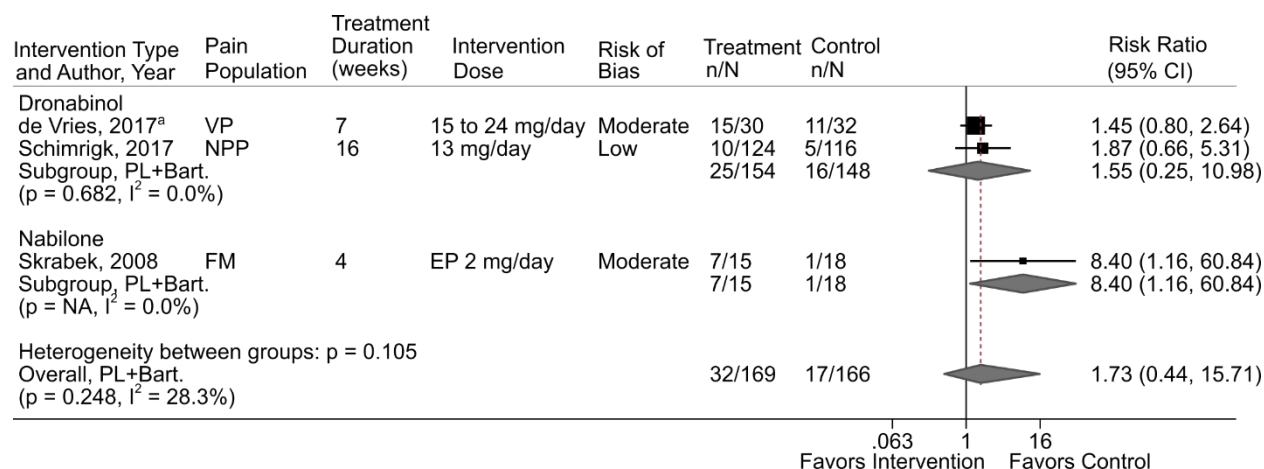 Intervention Type and Author, Year Pain Population Treatment Duration (weeks) Intervention Dose Risk of Bias Treatment n/N Control n/N Risk Ratio (95% CI)
Dronabinol
de Vries, 2017ᵃ VP 7 15 to 24 mg/day Moderate 15/30 11/32 1.45 (0.80, 2.64)
Schimrigk, 2017 NPP 16 13 mg/day Low 10/124 5/116 1.87 (0.66, 5.31)
Subgroup, PL+Bart. 25/154 16/148 1.55 (0.25, 10.98)
(p = 0.682, I² = 0.0%)
Nabilone
Skrabek, 2008 FM 4 EP 2 mg/day Moderate 7/15 1/18 8.40 (1.16, 60.84)
Subgroup, PL+Bart. 7/15 1/18 8.40 (1.16, 60.84)
(p = NA, I² = 0.0%)
Heterogeneity between groups: p = 0.105
Overall, PL+Bart. 32/169 17/166 1.73 (0.44, 15.71)
(p = 0.248, I² = 28.3%)
.063 1 16
Favors Intervention Favors Control